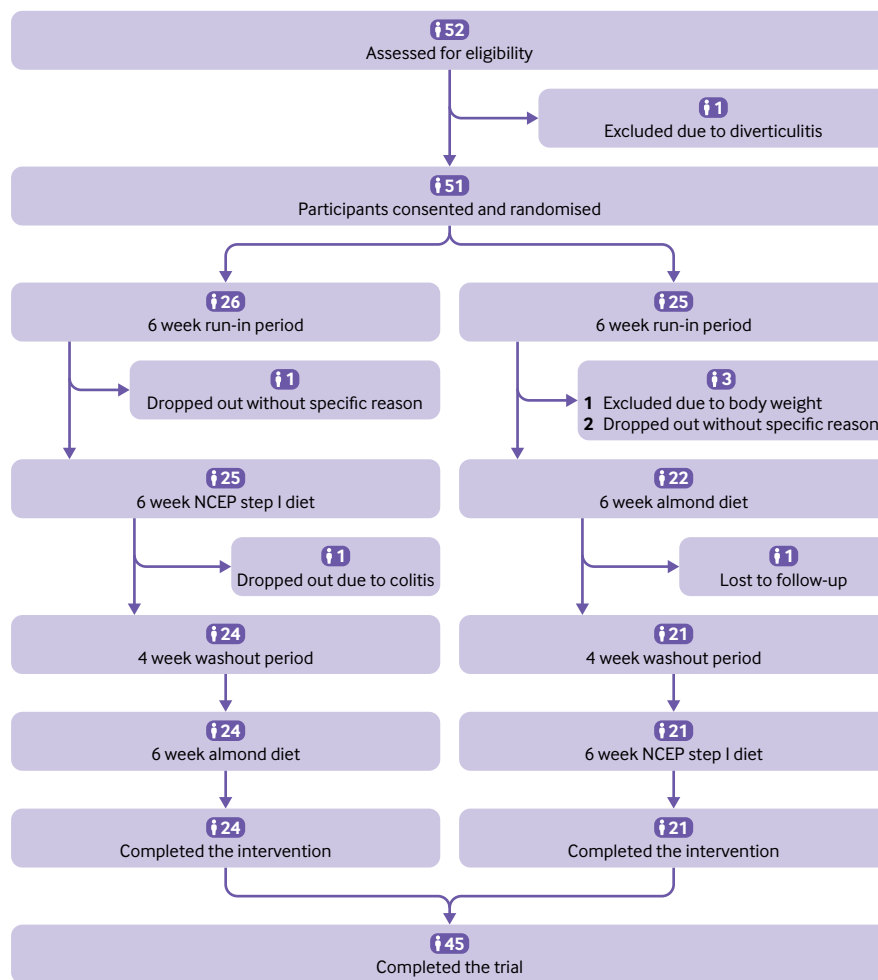 52
Assessed for eligibility
1
Excluded due to diverticulitis
51
Participants consented and randomised
26
6 week run-in period
25
6 week run-in period
1
Dropped out without specific reason
3
1 Excluded due to body weight
2 Dropped out without specific reason
25
6 week NCEP step I diet
22
6 week almond diet
1
Dropped out due to colitis
1
Lost to follow-up
24
4 week washout period
21
4 week washout period
24
6 week almond diet
21
6 week NCEP step I diet
24
Completed the intervention
21
Completed the intervention
45
Completed the trial